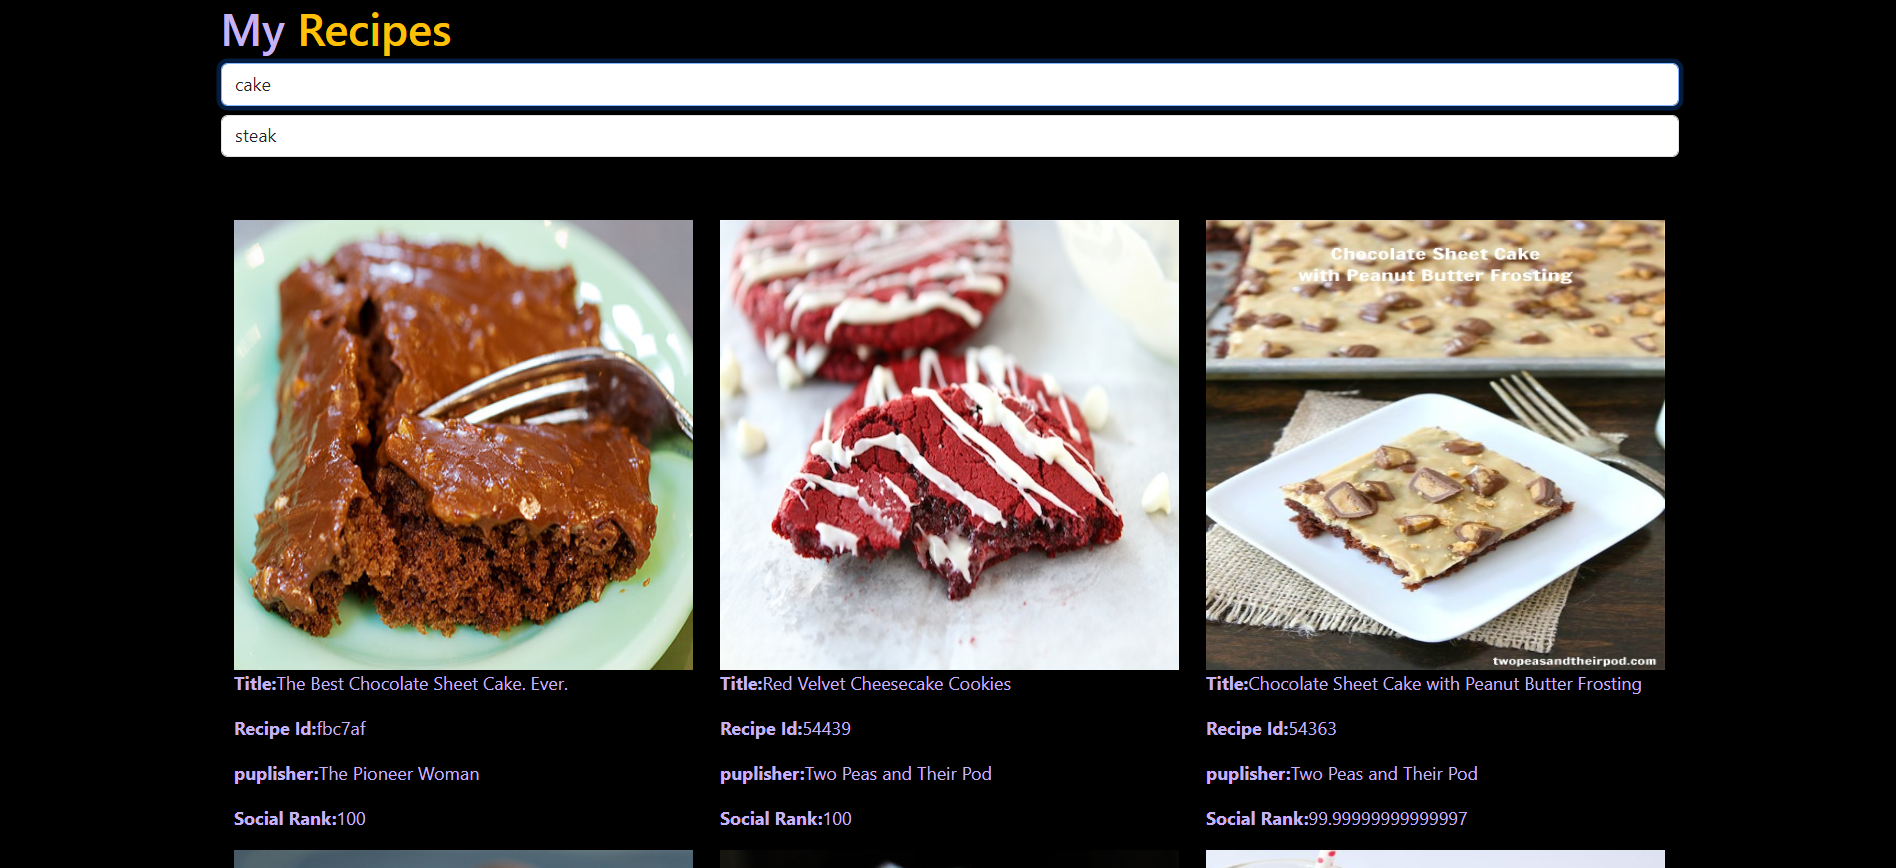 My Recipes
cake
steak
Chocolate Sheet Cake
with Peanut Butter Frosting
twopeasandtheirpod.com
Title:The Best Chocolate Sheet Cake. Ever.
Title:Red Velvet Cheesecake Cookies
Title:Chocolate Sheet Cake with Peanut Butter Frosting
Recipe Id:fbc7af
Recipe Id:54439
Recipe Id:54363
puplisher:The Pioneer Woman
puplisher:Two Peas and Their Pod
puplisher:Two Peas and Their Pod
Social Rank:100
Social Rank:100
Social Rank:99.99999999999997